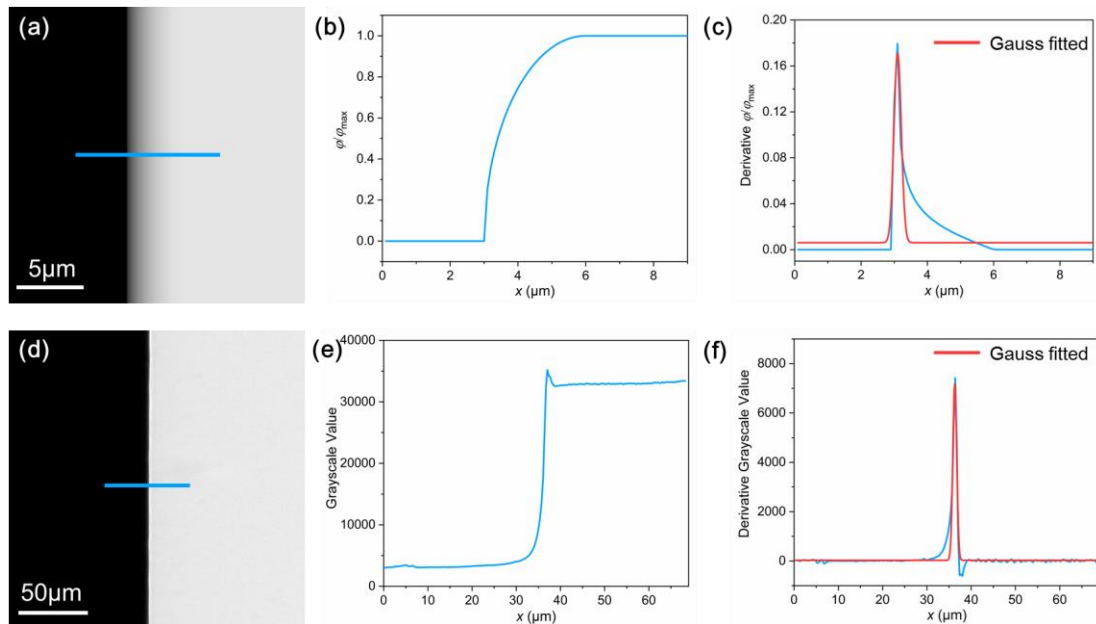 (a)
5μm
(b)
1.0
0.8
0.6
0.4
0.2
0.0
φ/φmax
0 2 4 6 8
x (μm)
(c)
Gauss fitted
0.20
0.16
0.12
0.08
0.04
0.00
Derivative φ/φmax
0 2 4 6 8
x (μm)
(d)
50μm
(e)
40000
30000
20000
10000
0
Grayscale Value
0 10 20 30 40 50 60
x (μm)
(f)
Gauss fitted
8000
6000
4000
2000
0
Derivative Grayscale Value
0 10 20 30 40 50 60
x (μm)